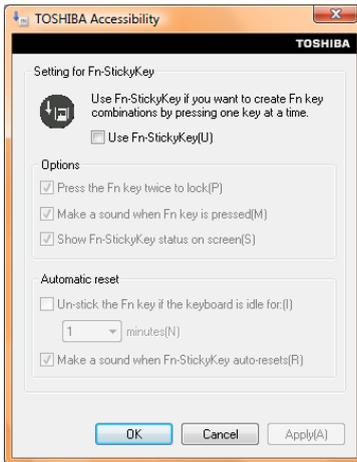 TOSHIBA Accessibility
TOSHIBA
Setting for Fn-StickyKey
Use Fn-StickyKey if you want to create Fn key
combinations by pressing one key at a time.
Use Fn-StickyKey(U)
Options
Press the Fn key twice to lock(P)
Make a sound when Fn key is pressed(M)
Show Fn-StickyKey status on screen(S)
Automatic reset
Un-stick the Fn key if the keyboard is idle for:(I)
1 minutes(N)
Make a sound when Fn-StickyKey auto-resets(R)
OK Cancel Apply(A)